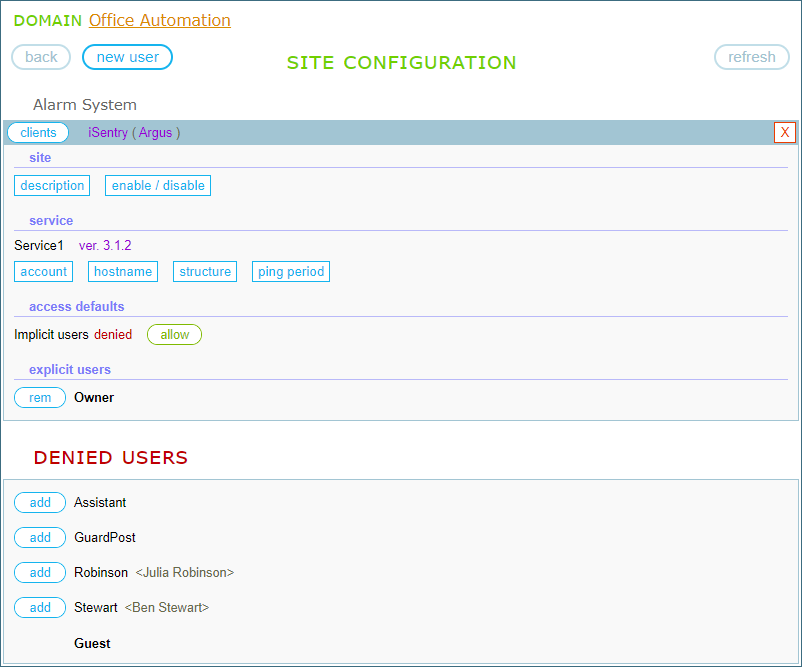 DOMAIN Office Automation
back new user SITE CONFIGURATION refresh
Alarm System
clients iSentry ( Argus ) X
site
description enable / disable
service
Service1 ver. 3.1.2
account hostname structure ping period
access defaults
Implicit users denied allow
explicit users
rem Owner
DENIED USERS
add Assistant
add GuardPost
add Robinson <Julia Robinson>
add Stewart <Ben Stewart>
Guest